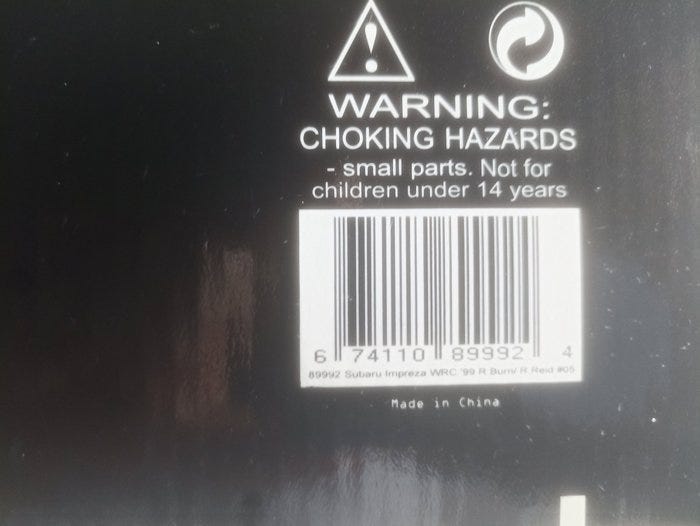 WARNING:
CHOKING HAZARDS
- small parts. Not for
children under 14 years
6 74110 89992 4
89992 Subaru Impreza WRC '99 R Burn/ R Reid #05
Made in China